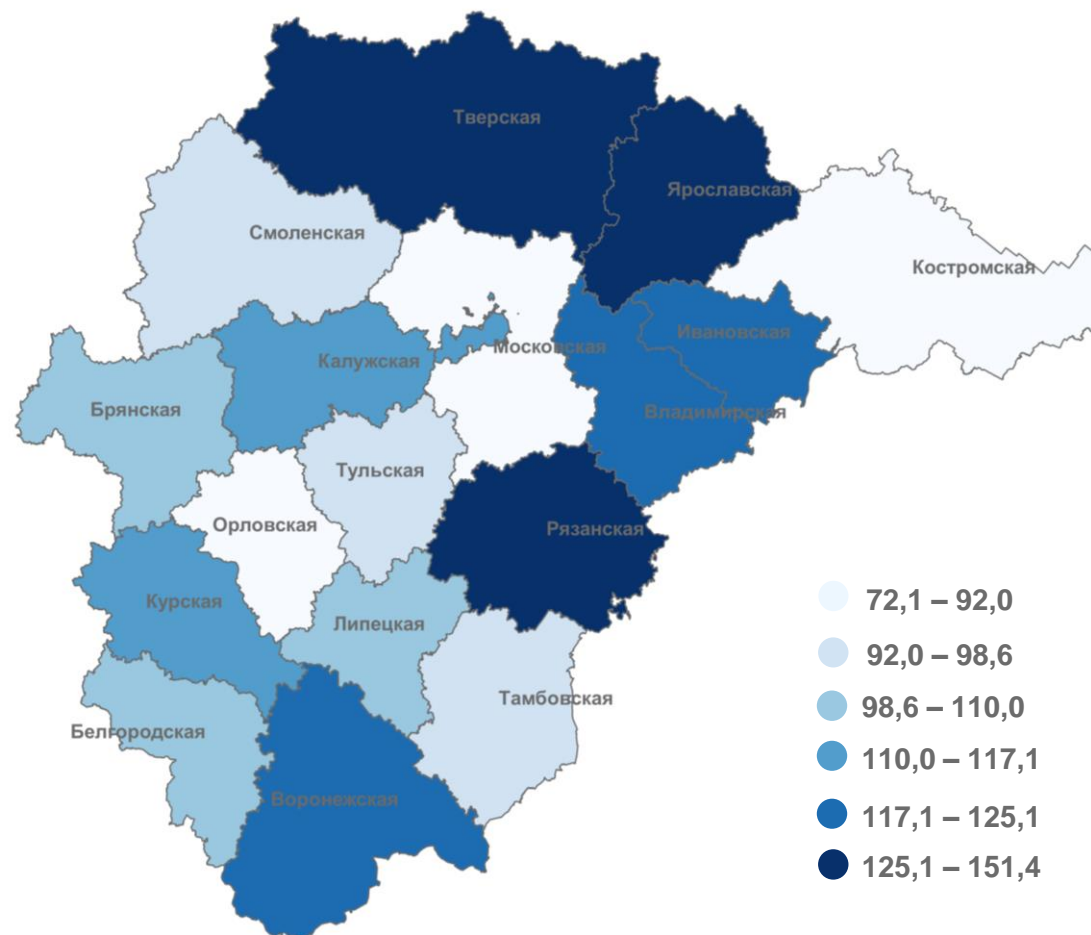 Тверская
Ярославская
Смоленская
Костромская
Ивановская
Московская
Калужская
Брянская
Владимирская
Тульская
Орловская
Рязанская
Курская
Липецкая
Тамбовская
Белгородская
Воронежская
72,1 – 92,0
92,0 – 98,6
98,6 – 110,0
110,0 – 117,1
117,1 – 125,1
125,1 – 151,4